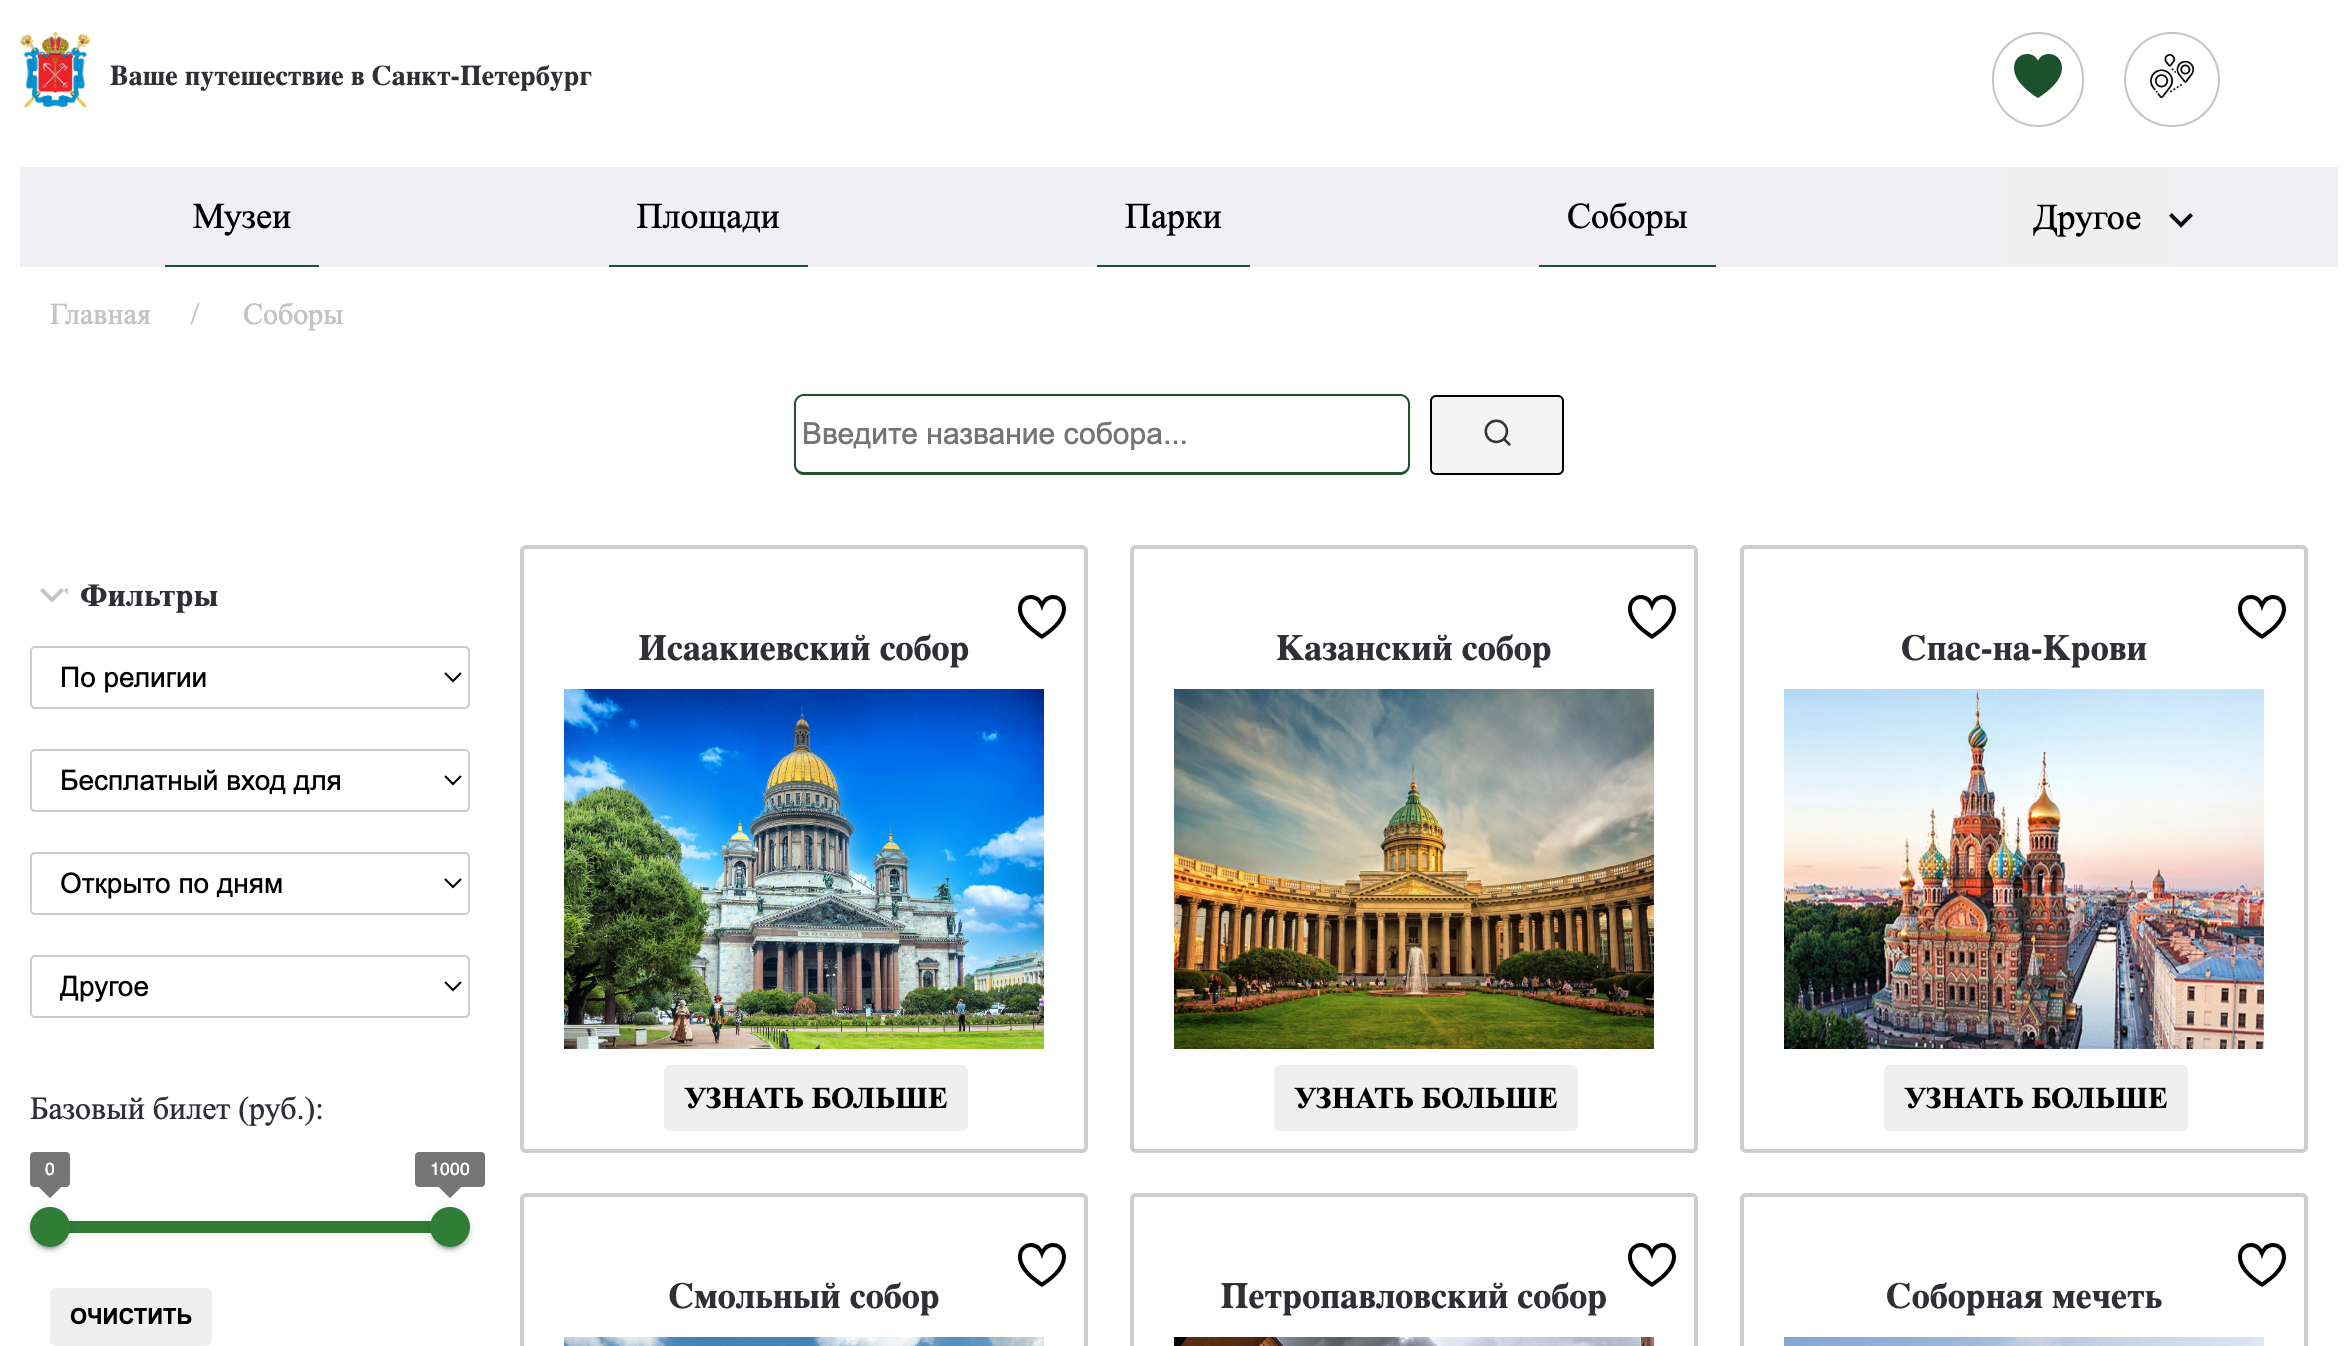 Ваше путешествие в Санкт-Петербург
Музеи
Площади
Парки
Соборы
Другое
Главная / Соборы
Введите название собора...
Фильтры
По религии
Бесплатный вход для
Открыто по дням
Другое
Базовый билет (руб.):
0
1000
ОЧИСТИТЬ
Исаакиевский собор
УЗНАТЬ БОЛЬШЕ
Казанский собор
УЗНАТЬ БОЛЬШЕ
Спас-на-Крови
УЗНАТЬ БОЛЬШЕ
Смольный собор
Петропавловский собор
Соборная мечеть